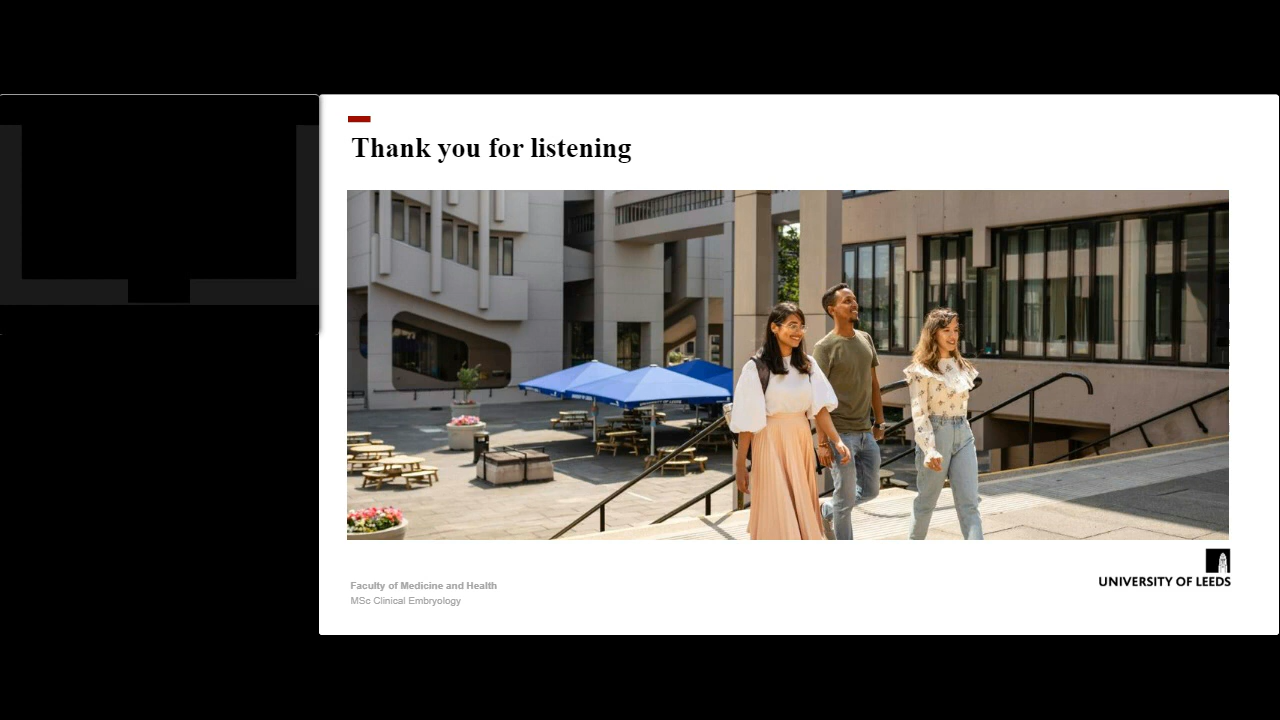 Thank you for listening
Faculty of Medicine and Health
MSc Clinical Embryology
UNIVERSITY OF LEEDS